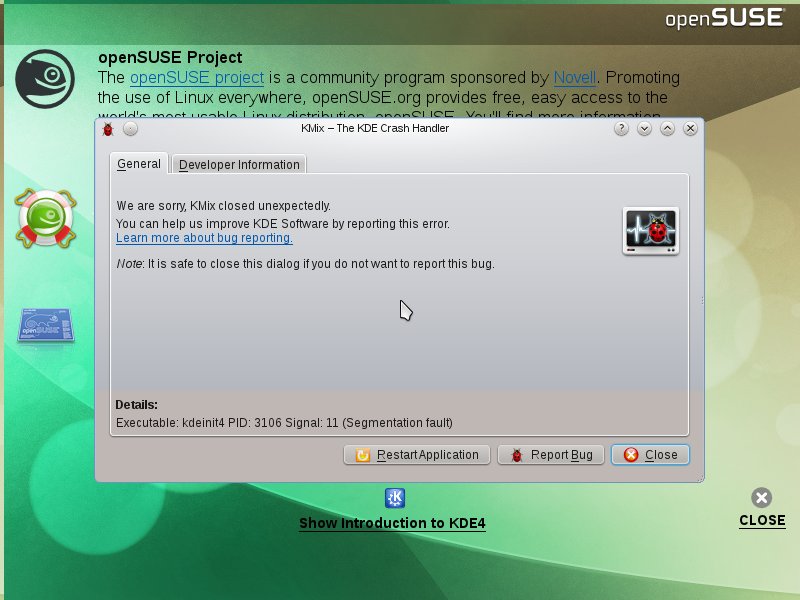 openSUSE
openSUSE Project
The openSUSE project is a community program sponsored by Novell. Promoting
the use of Linux everywhere, openSUSE.org provides free, easy access to the
world's most usable Linux distribution, openSUSE. You'll find more information
KMix – The KDE Crash Handler
?
General
Developer Information
We are sorry, KMix closed unexpectedly.
You can help us improve KDE Software by reporting this error.
Learn more about bug reporting.
Note: It is safe to close this dialog if you do not want to report this bug.
openSUSE
Details:
Executable: kdeinit4 PID: 3106 Signal: 11 (Segmentation fault)
Restart Application
Report Bug
Close
K
Show Introduction to KDE4
CLOSE